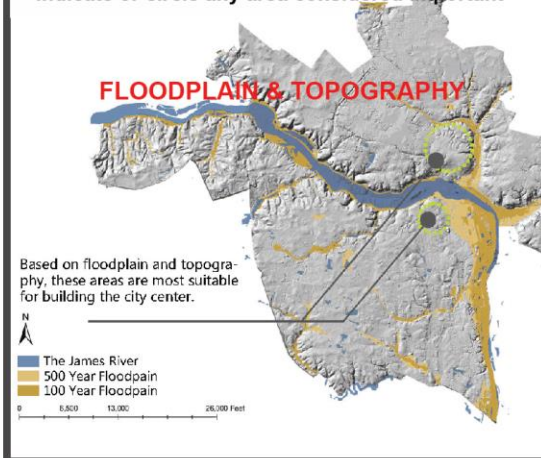 FLOODPLAIN & TOPOGRAPHY
Based on floodplain and topogra-
phy, these areas are most suitable
for building the city center.
N
The James River
500 Year Floodpain
100 Year Floodpain
0 6,500 13,000 26,000 Feet